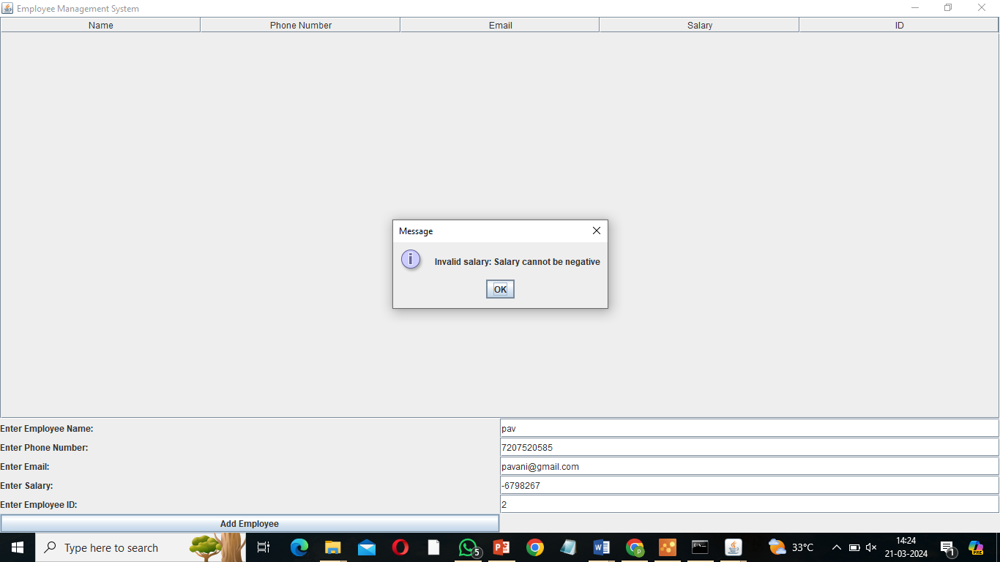 Employee Management System
Name Phone Number Email Salary ID
Message
i
Invalid salary: Salary cannot be negative
OK
Enter Employee Name: pav
Enter Phone Number: 7207520585
Enter Email: pavani@gmail.com
Enter Salary: -6798267
Enter Employee ID: 2
Add Employee
Type here to search
5
p
33°C
14:24
21-03-2024
1
PRE